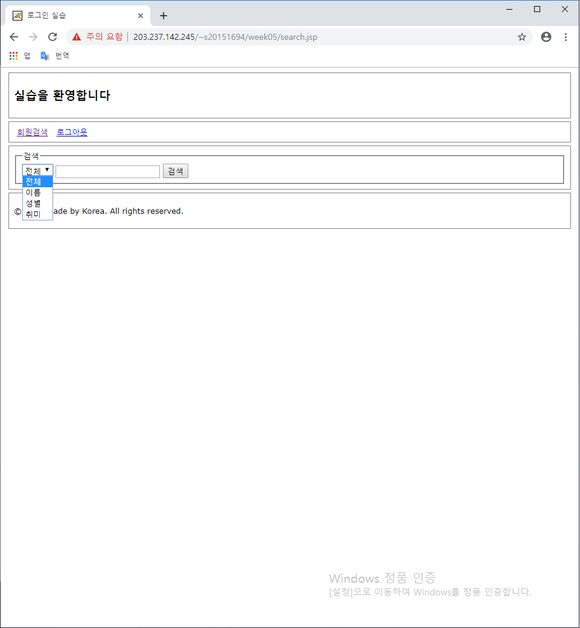 로그인 실습
주의 요함 | 203.237.142.245/~s20151694/week05/search.jsp
앱 번역
실습을 환영합니다
회원검색 로그아웃
검색
전체 검색
전체
이름
성별
취미
© ade by Korea. All rights reserved.
Windows 정품 인증
[설정]으로 이동하여 Windows를 정품 인증합니다.